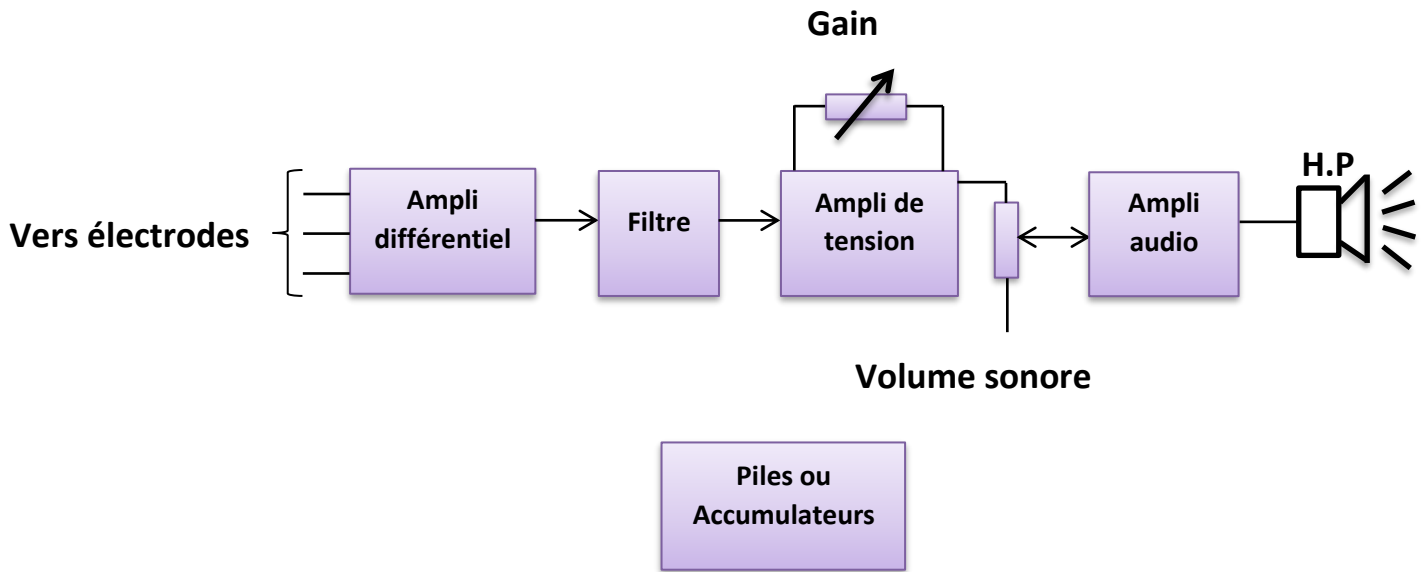 Gain
H.P
Vers électrodes
Ampli
différentiel
Filtre
Ampli de
tension
Ampli
audio
Volume sonore
Piles ou
Accumulateurs